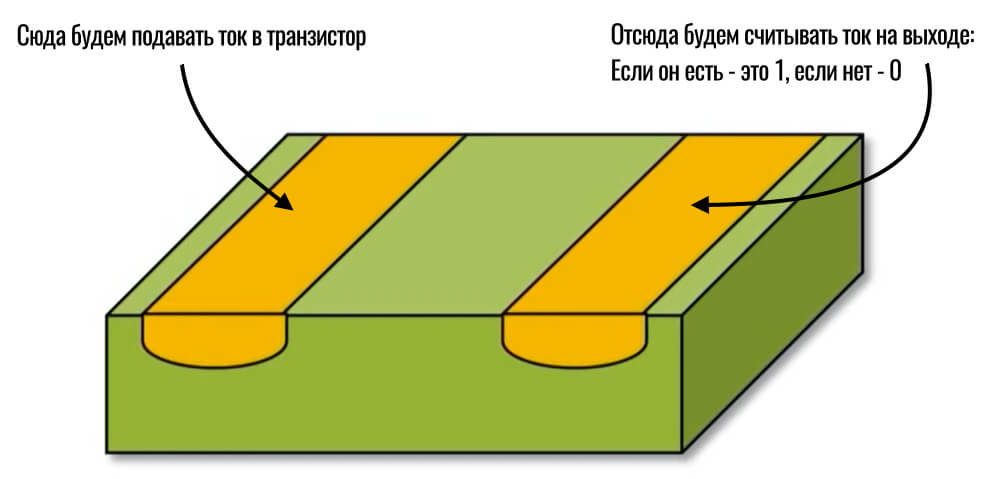 Сюда будем подавать ток в транзистор
Отсюда будем считывать ток на выходе:
Если он есть - это 1, если нет - 0